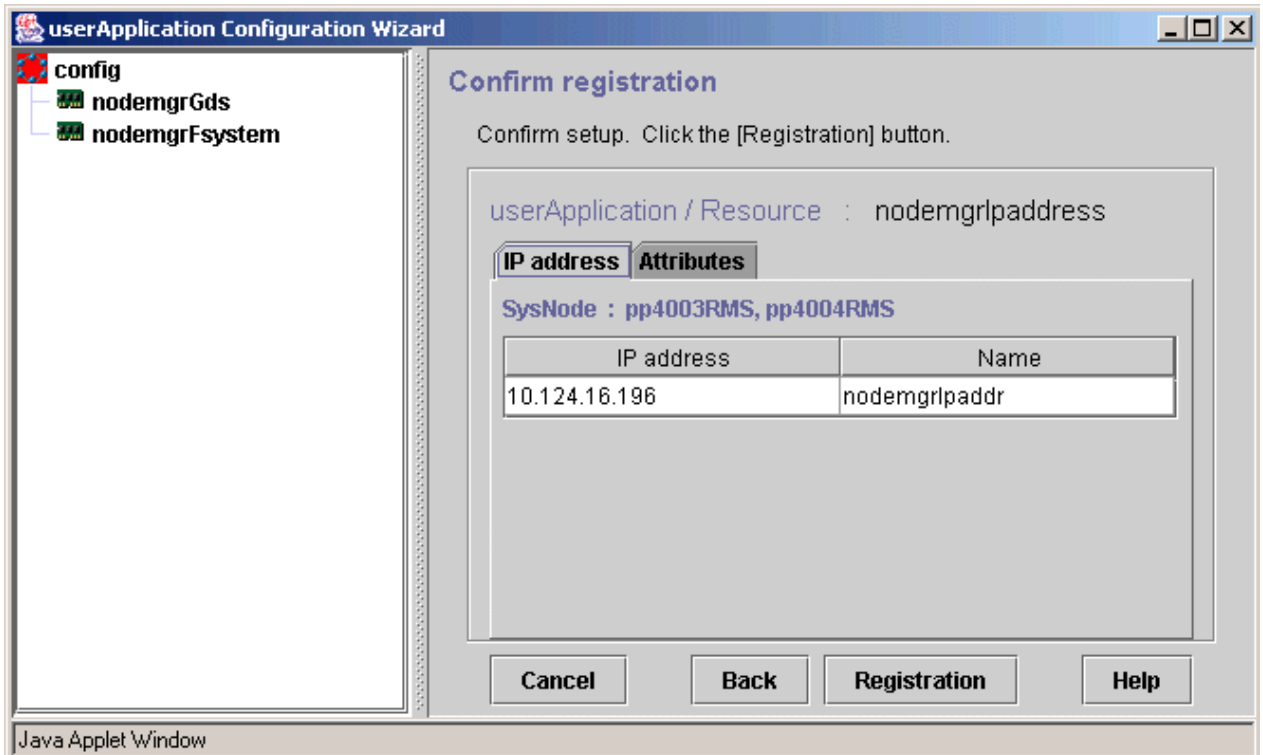 userApplication Configuration Wizard
config
nodemgrGds
nodemgrFsystem
Confirm registration
Confirm setup. Click the [Registration] button.
userApplication / Resource : nodemgrIpaddress
IP address Attributes
SysNode : pp4003RMS, pp4004RMS
IP address Name
10.124.16.196 nodemgrIpaddr
Cancel Back Registration Help
Java Applet Window